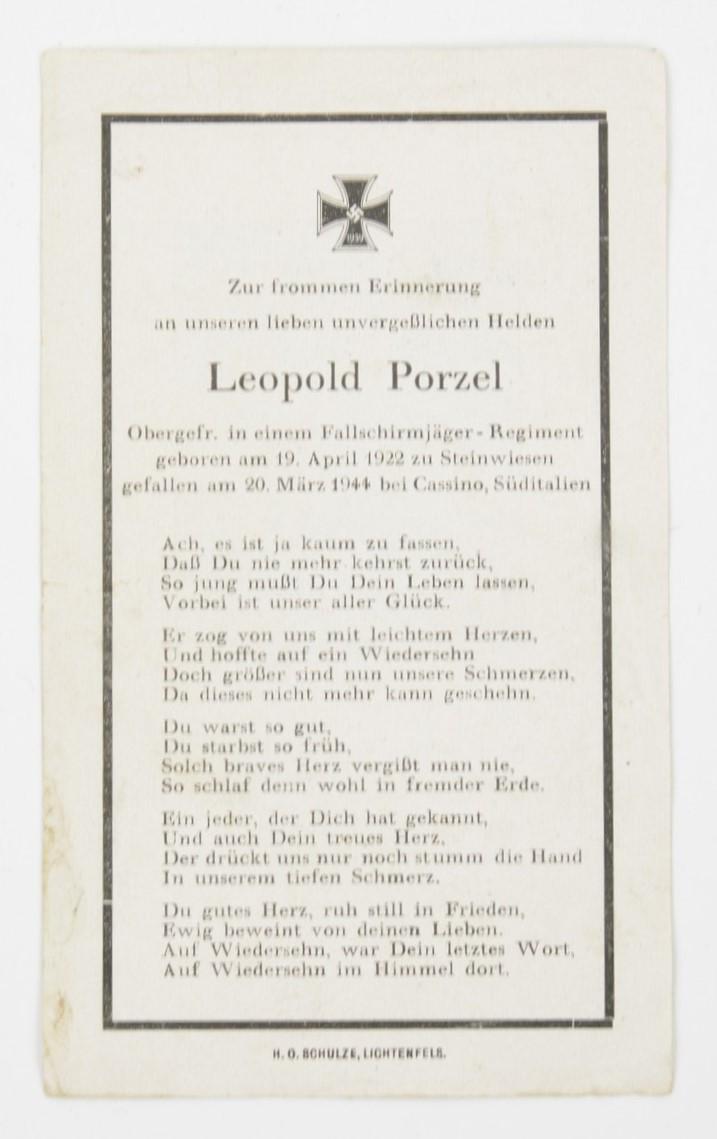 1939
Zur frommen Erinnerung
an unseren lieben unvergeßlichen Helden
Leopold Porzel
Obergefr. in einem Fallschirmjäger-Regiment
geboren am 19. April 1922 zu Steinwiesen
gefallen am 20. März 1944 bei Cassino, Süditalien
Ach, es ist ja kaum zu fassen,
Daß Du nie mehr kehrst zurück,
So jung mußt Du Dein Leben lassen,
Vorbei ist unser aller Glück.
Er zog von uns mit leichtem Herzen,
Und hoffte auf ein Wiedersehn
Doch größer sind nun unsere Schmerzen,
Da dieses nicht mehr kann geschehn.
Du warst so gut,
Du starbst so früh,
Solch braves Herz vergißt man nie,
So schlaf denn wohl in fremder Erde.
Ein jeder, der Dich hat gekannt,
Und auch Dein treues Herz,
Der drückt uns nur noch stumm die Hand
In unserem tiefen Schmerz.
Du gutes Herz, ruh still in Frieden,
Ewig beweint von deinen Lieben.
Auf Wiedersehn, war Dein letztes Wort,
Auf Wiedersehn im Himmel dort.
H. O. SCHULZE, LICHTENFELS.